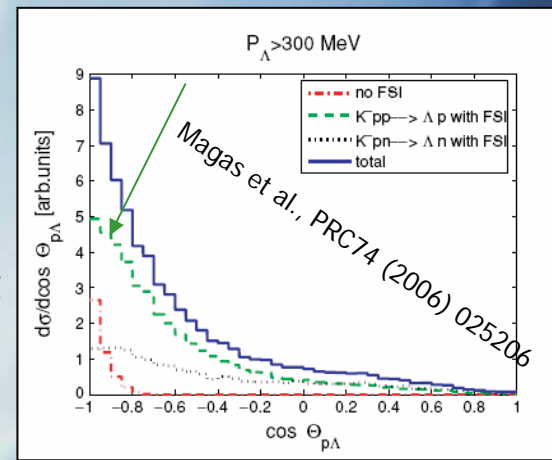 P_Λ>300 MeV
dσ/dcos Θ_pΛ [arb.units]
9
8
7
6
5
4
3
2
1
0
no FSI
K⁻pp––> Λ p with FSI
K⁻pn––> Λ n with FSI
total
Magas et al., PRC74 (2006) 025206
−1 −0.8 −0.6 −0.4 −0.2 0 0.2 0.4 0.6 0.8 1
cos Θ_pΛ